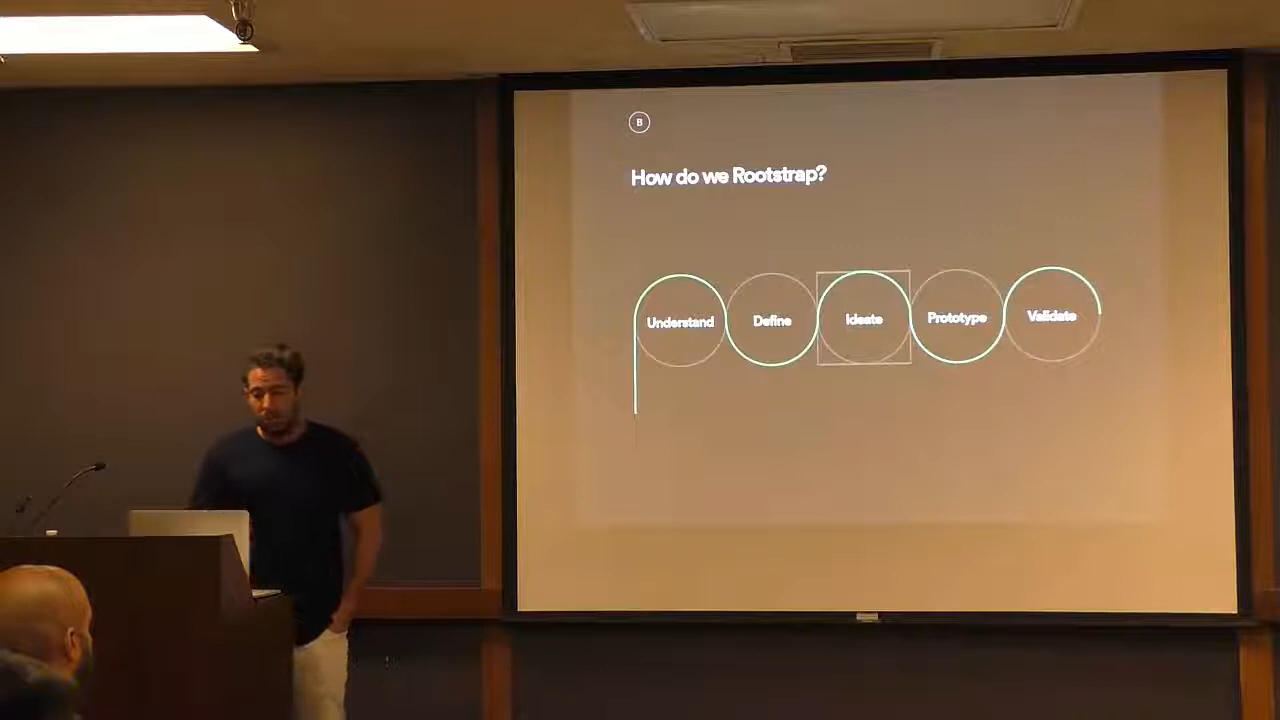 B
How do we Rootstrap?
Understand
Define
Ideate
Prototype
Validate